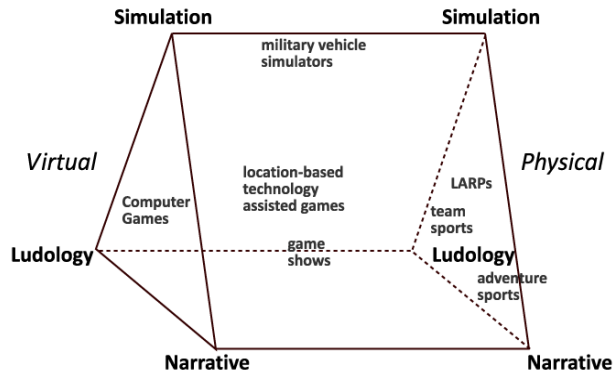 Simulation
Simulation
military vehicle
simulators
Virtual
Physical
location-based
technology
assisted games
LARPs
Computer
Games
team
sports
game
shows
Ludology
Ludology
adventure
sports
Narrative
Narrative